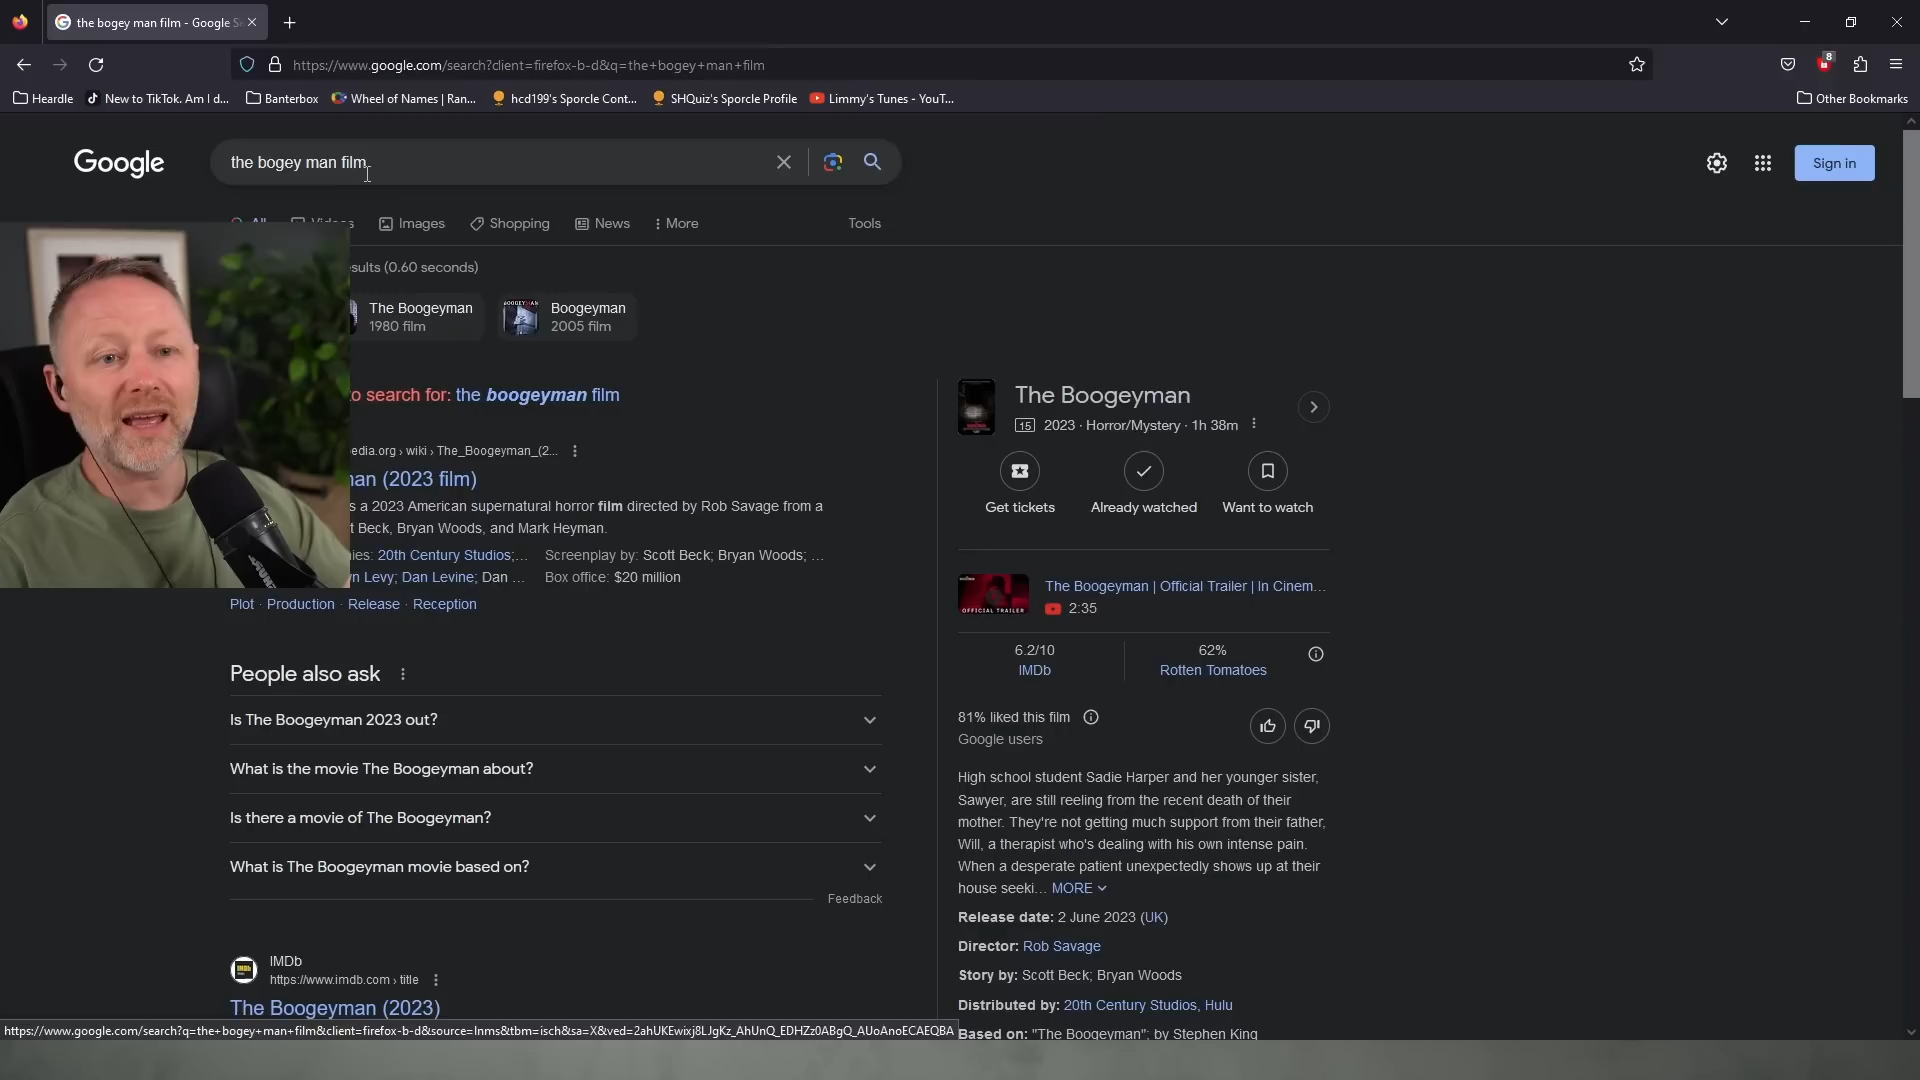 the bogey man film - Google S
https://www.google.com/search?client=firefox-b-d&q=the+bogey+man+film
8
Heardle
New to TikTok. Am I d...
Banterbox
Wheel of Names | Ran...
hcd199's Sporcle Cont...
SHQuiz's Sporcle Profile
Limmy's Tunes - YouT...
Other Bookmarks
Google
the bogey man film
Sign in
All
Videos
Images
Shopping
News
More
Tools
sults (0.60 seconds)
The Boogeyman
1980 film
BOOGEYMAN
Boogeyman
2005 film
o search for: the boogeyman film
edia.org › wiki › The_Boogeyman_(2...
nan (2023 film)
s a 2023 American supernatural horror film directed by Rob Savage from a
t Beck, Bryan Woods, and Mark Heyman.
ies: 20th Century Studios;...
Screenplay by: Scott Beck; Bryan Woods; ...
n Levy; Dan Levine; Dan ...
Box office: $20 million
Plot · Production · Release · Reception
People also ask
Is The Boogeyman 2023 out?
What is the movie The Boogeyman about?
Is there a movie of The Boogeyman?
What is The Boogeyman movie based on?
Feedback
IMDb
IMDb
https://www.imdb.com › title
The Boogeyman (2023)
The Boogeyman
15 2023 · Horror/Mystery · 1h 38m
Get tickets
Already watched
Want to watch
OFFICIAL TRAILER
The Boogeyman | Official Trailer | In Cinem...
2:35
6.2/10
IMDb
62%
Rotten Tomatoes
81% liked this film
Google users
High school student Sadie Harper and her younger sister,
Sawyer, are still reeling from the recent death of their
mother. They're not getting much support from their father,
Will, a therapist who's dealing with his own intense pain.
When a desperate patient unexpectedly shows up at their
house seeki... MORE
Release date: 2 June 2023 (UK)
Director: Rob Savage
Story by: Scott Beck; Bryan Woods
Distributed by: 20th Century Studios, Hulu
Based on: "The Boogeyman"; by Stephen King
https://www.google.com/search?q=the+bogey+man+film&client=firefox-b-d&source=lnms&tbm=isch&sa=X&ved=2ahUKEwixj8LJgKz_AhUnQ_EDHZz0ABgQ_AUoAnoECAEQBA